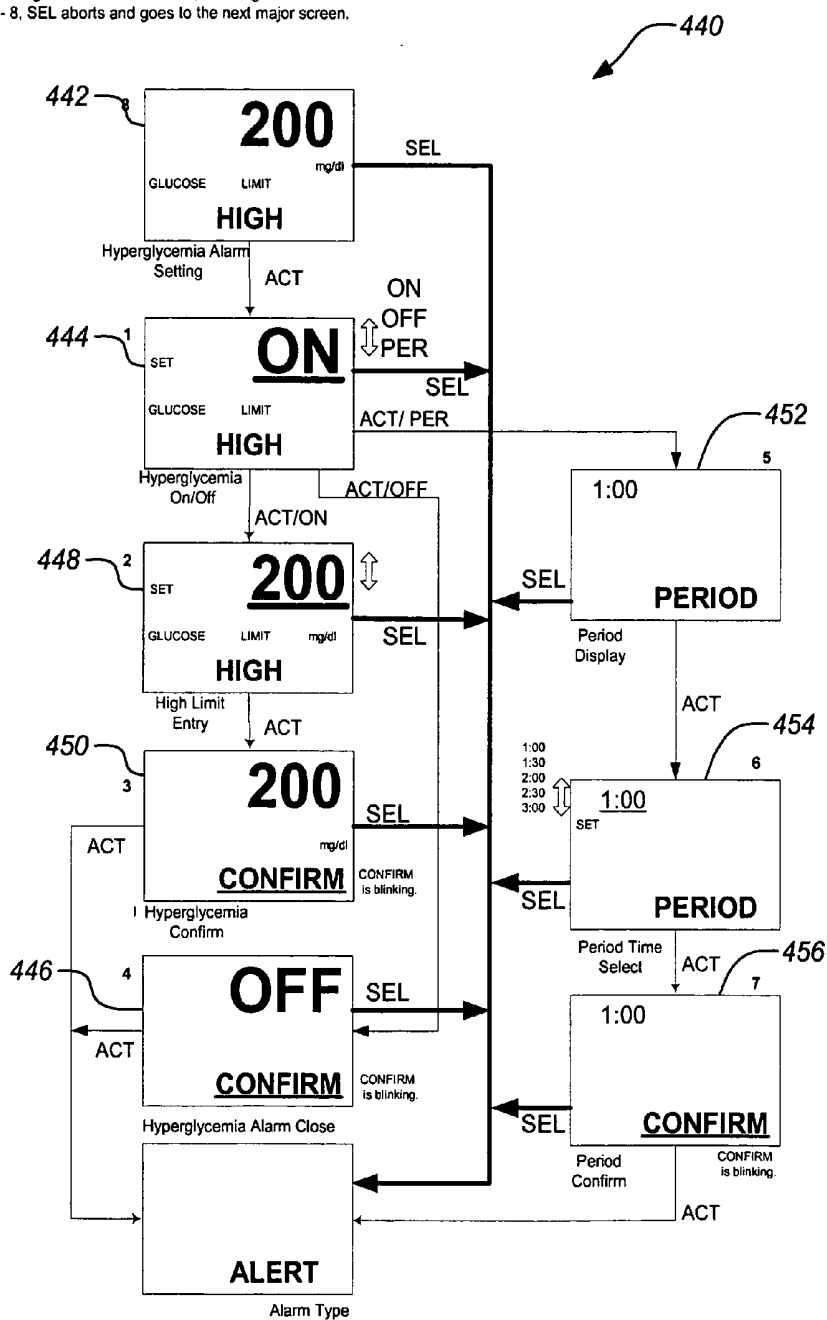 - 8, SEL aborts and goes to the next major screen.
440
442
8
200
mg/dl
GLUCOSE LIMIT
HIGH
SEL
Hyperglycemia Alarm
Setting
ACT
444
1
SET
ON
GLUCOSE LIMIT
HIGH
ON
OFF
PER
SEL
ACT/ PER
Hyperglycemia
On/Off
ACT/ON
ACT/OFF
452
5
1:00
PERIOD
SEL
Period
Display
ACT
448
2
SET
200
GLUCOSE LIMIT mg/dl
HIGH
SEL
High Limit
Entry
ACT
450
3
200
mg/dl
CONFIRM
SEL
CONFIRM
is blinking.
ACT
Hyperglycemia
Confirm
454
6
1:00
1:30
2:00
2:30
3:00
1:00
SET
PERIOD
SEL
Period Time
Select
ACT
446
4
OFF
CONFIRM
SEL
CONFIRM
is blinking.
ACT
Hyperglycemia Alarm Close
456
7
1:00
CONFIRM
SEL
Period
Confirm
CONFIRM
is blinking.
ACT
ALERT
Alarm Type